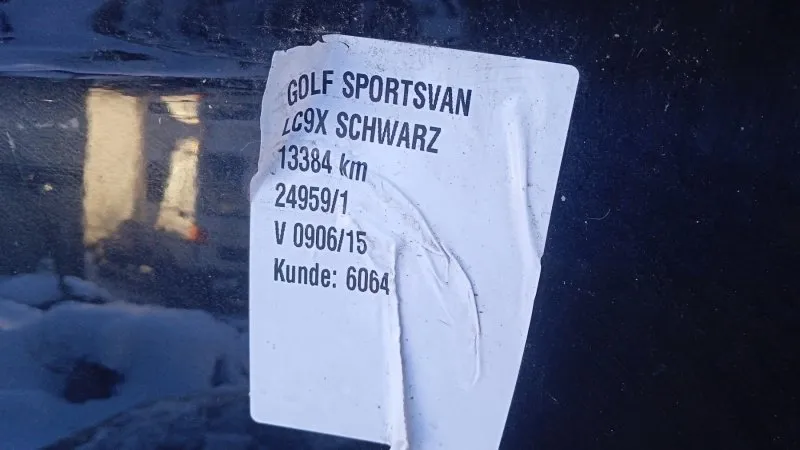 GOLF SPORTSVAN
LC9X SCHWARZ
13384 km
24959/1
V 0906/15
Kunde: 6064